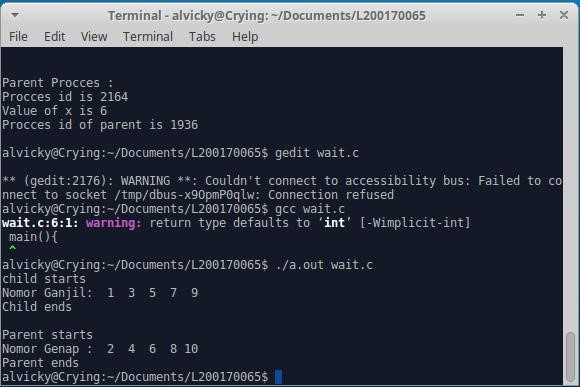 Terminal - alvicky@Crying: ~/Documents/L200170065
File Edit View Terminal Tabs Help
Parent Procces :
Procces id is 2164
Value of x is 6
Procces id of parent is 1936
alvicky@Crying:~/Documents/L200170065$ gedit wait.c
** (gedit:2176): WARNING **: Couldn't connect to accessibility bus: Failed to co
nnect to socket /tmp/dbus-x9OpmP0qlw: Connection refused
alvicky@Crying:~/Documents/L200170065$ gcc wait.c
wait.c:6:1: warning: return type defaults to ‘int’ [-Wimplicit-int]
main(){
^
alvicky@Crying:~/Documents/L200170065$ ./a.out wait.c
child starts
Nomor Ganjil: 1 3 5 7 9
Child ends
Parent starts
Nomor Genap : 2 4 6 8 10
Parent ends
alvicky@Crying:~/Documents/L200170065$